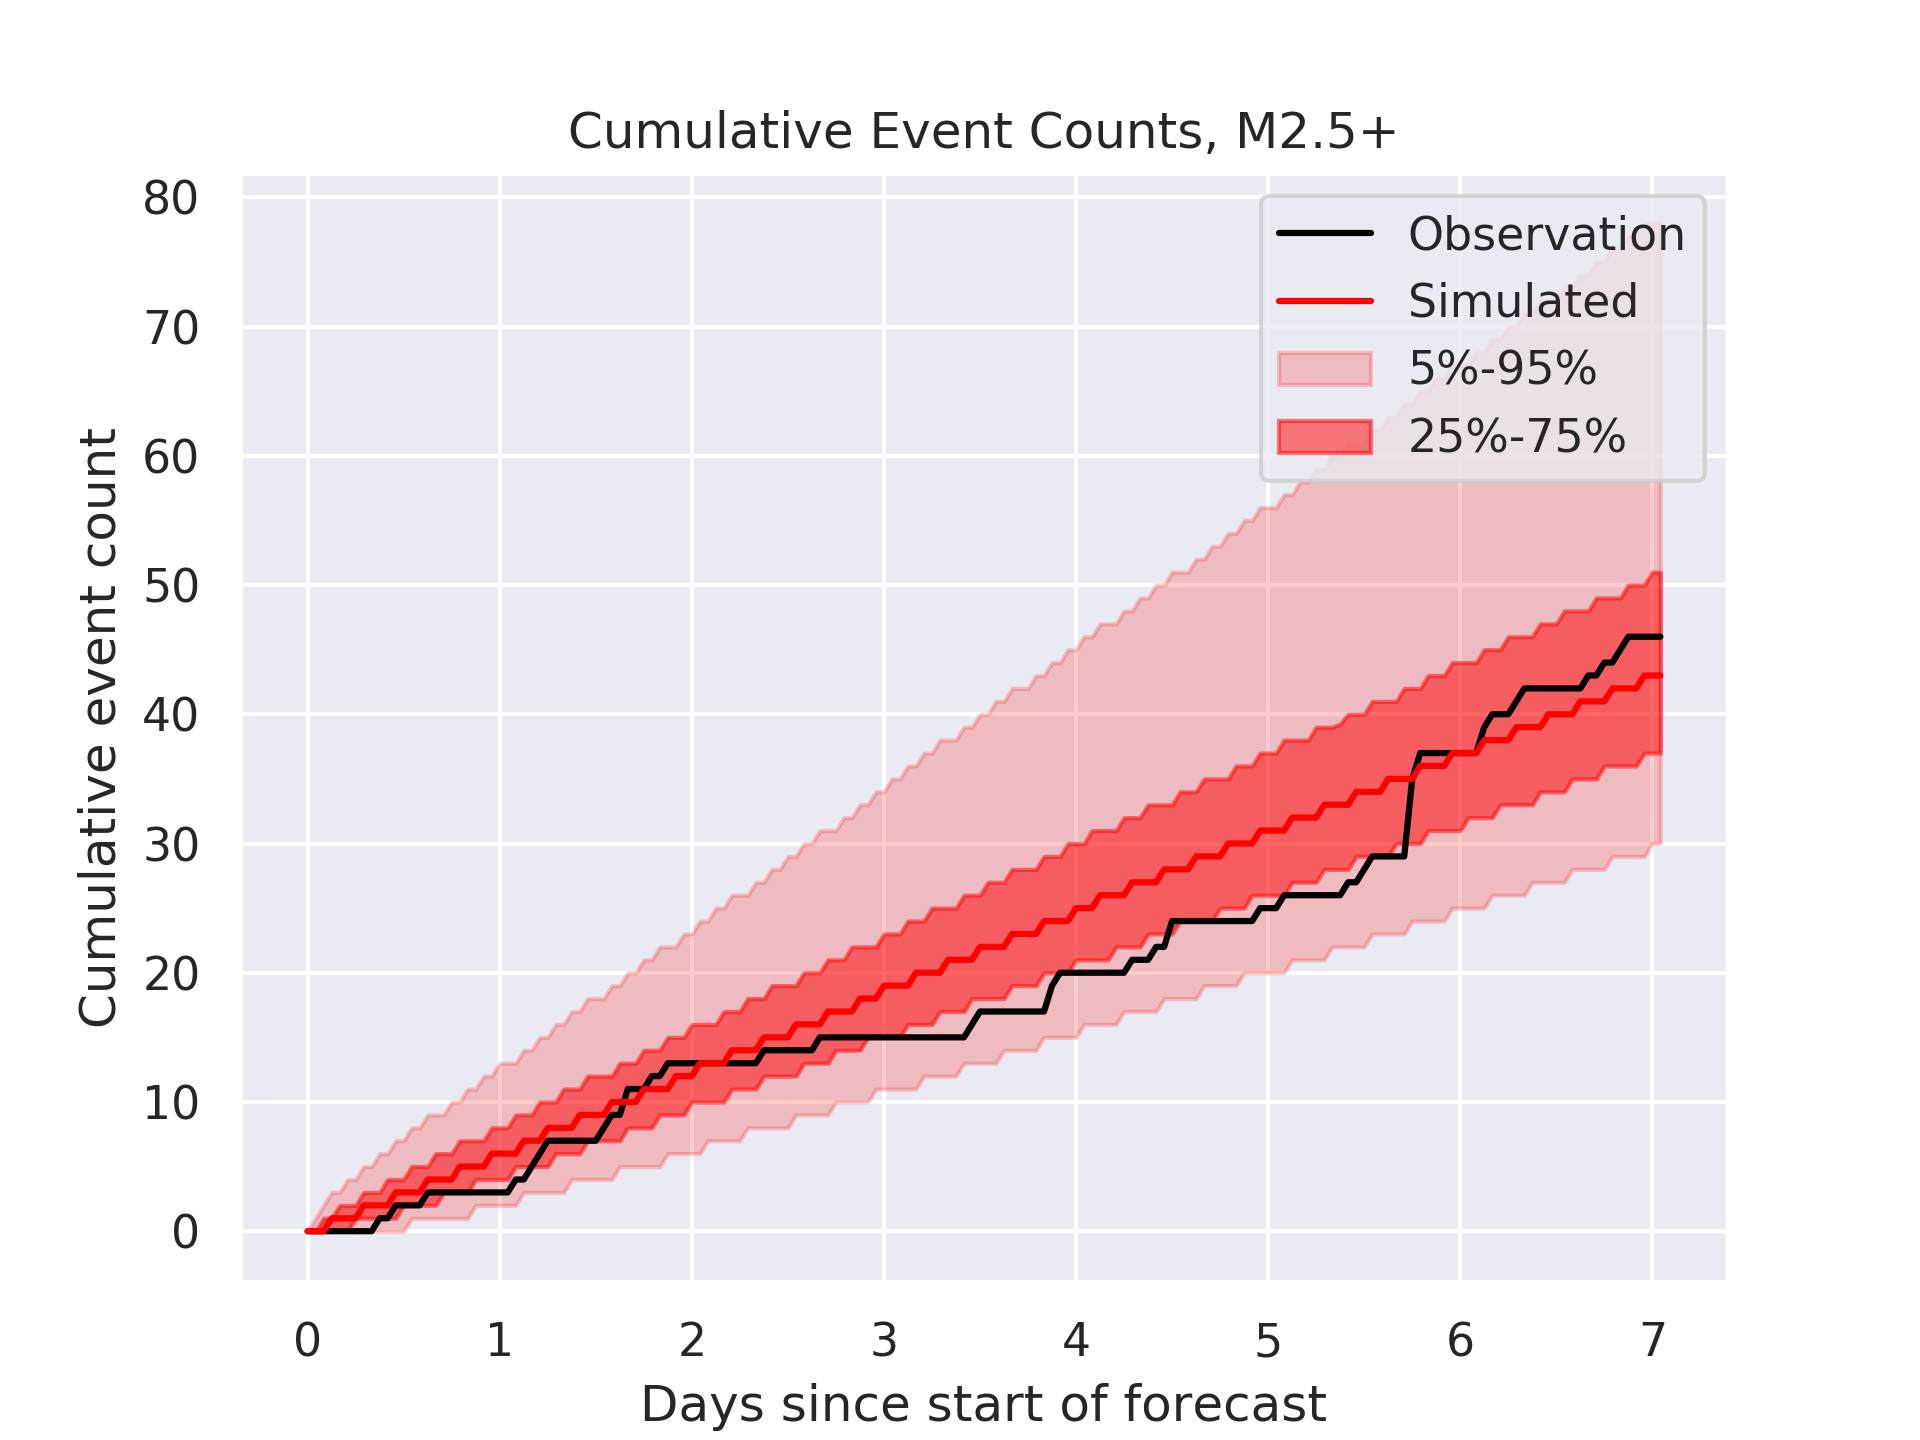 Cumulative Event Counts, M2.5+
Observation
Simulated
5%-95%
25%-75%
Cumulative event count
80
70
60
50
40
30
20
10
0
0 1 2 3 4 5 6 7
Days since start of forecast